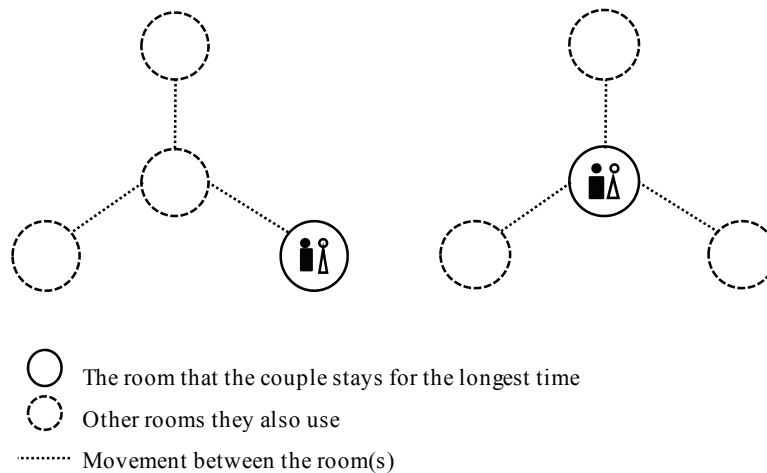 The room that the couple stays for the longest time
Other rooms they also use
Movement between the room(s)